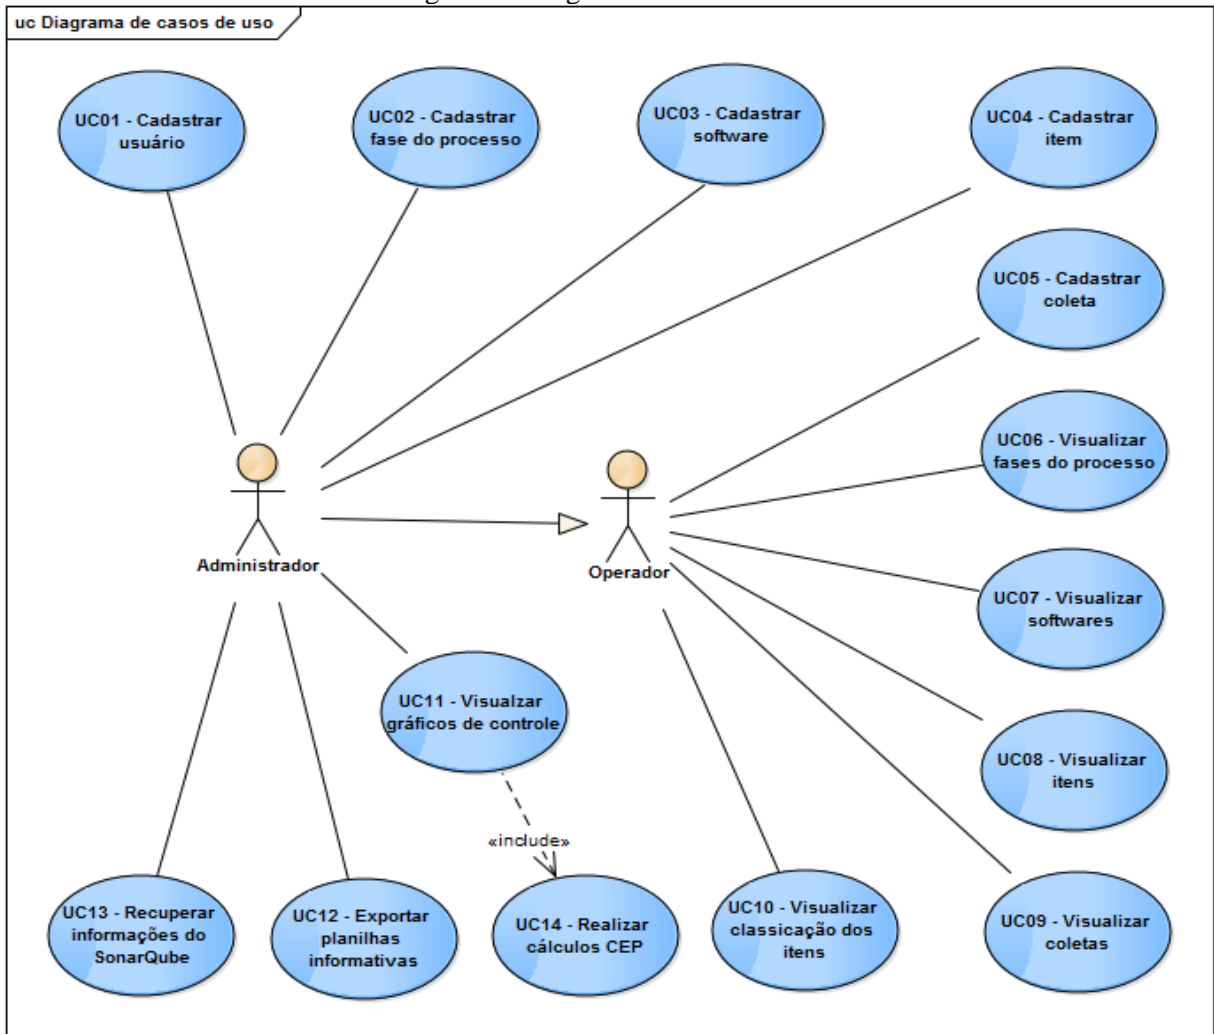 uc Diagrama de casos de uso
UC01 - Cadastrar
usuário
UC02 - Cadastrar
fase do processo
UC03 - Cadastrar
software
UC04 - Cadastrar
item
UC05 - Cadastrar
coleta
UC06 - Visualizar
fases do processo
Administrador
Operador
UC07 - Visualizar
softwares
UC11 - Visualzar
gráficos de controle
UC08 - Visualizar
itens
«include»
UC13 - Recuperar
informações do
SonarQube
UC12 - Exportar
planilhas
informativas
UC14 - Realizar
cálculos CEP
UC10 - Visualizar
classicação dos
itens
UC09 - Visualizar
coletas